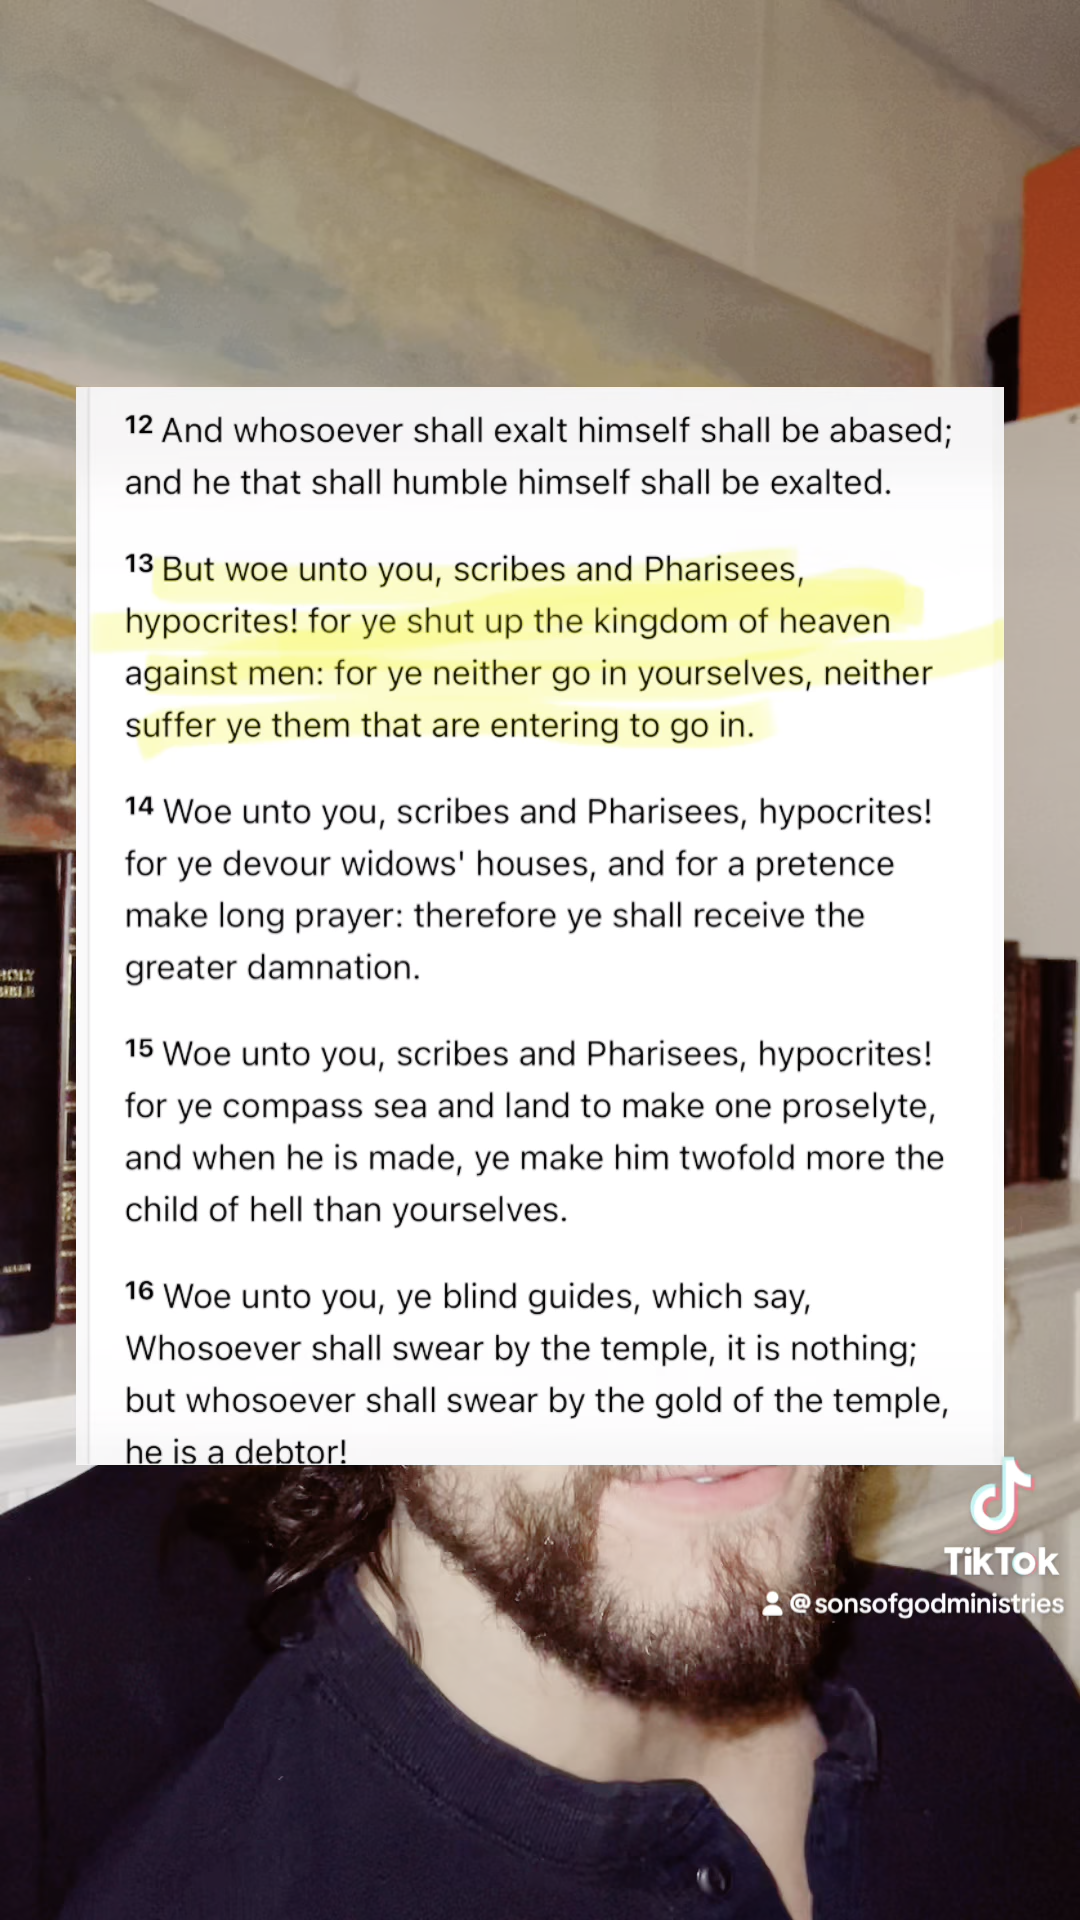 12 And whosoever shall exalt himself shall be abased;
and he that shall humble himself shall be exalted.
13 But woe unto you, scribes and Pharisees,
hypocrites! for ye shut up the kingdom of heaven
against men: for ye neither go in yourselves, neither
suffer ye them that are entering to go in.
14 Woe unto you, scribes and Pharisees, hypocrites!
for ye devour widows' houses, and for a pretence
make long prayer: therefore ye shall receive the
greater damnation.
15 Woe unto you, scribes and Pharisees, hypocrites!
for ye compass sea and land to make one proselyte,
and when he is made, ye make him twofold more the
child of hell than yourselves.
16 Woe unto you, ye blind guides, which say,
Whosoever shall swear by the temple, it is nothing;
but whosoever shall swear by the gold of the temple,
he is a debtor!
HOLY
BIBLE
TikTok
@sonsofgodministries